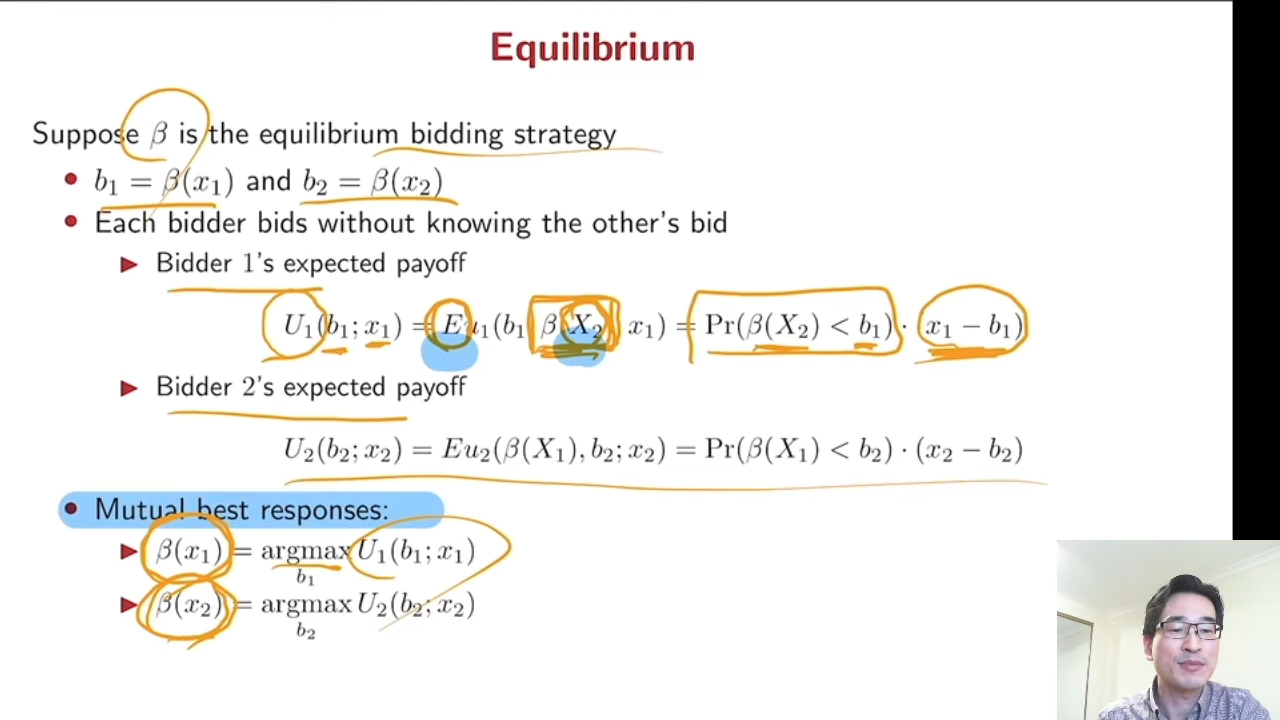 Equilibrium
Suppose β is the equilibrium bidding strategy
• b₁ = β(x₁) and b₂ = β(x₂)
• Each bidder bids without knowing the other's bid
▶ Bidder 1's expected payoff
U₁(b₁; x₁) = Eu₁(b₁, β(X₂); x₁) = Pr(β(X₂) < b₁) · (x₁ − b₁)
▶ Bidder 2's expected payoff
U₂(b₂; x₂) = Eu₂(β(X₁), b₂; x₂) = Pr(β(X₁) < b₂) · (x₂ − b₂)
• Mutual best responses:
▶ β(x₁) = argmax U₁(b₁; x₁)
b₁
▶ β(x₂) = argmax U₂(b₂; x₂)
b₂